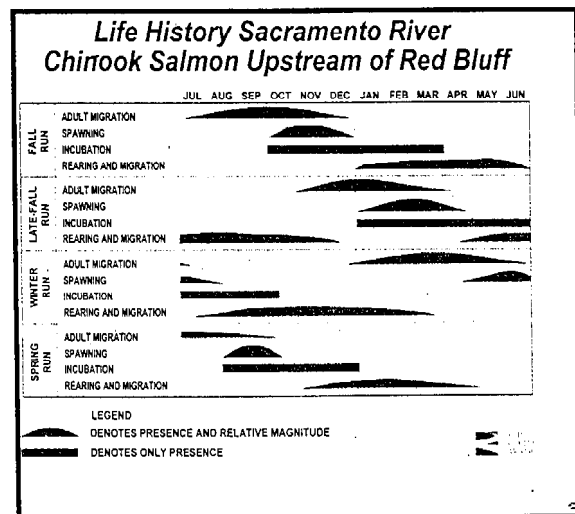 Life History Sacramento River
Chinook Salmon Upstream of Red Bluff
JUL AUG SEP OCT NOV DEC JAN FEB MAR APR MAY JUN
FALL RUN
ADULT MIGRATION
SPAWNING
INCUBATION
REARING AND MIGRATION
LATE-FALL RUN
ADULT MIGRATION
SPAWNING
INCUBATION
REARING AND MIGRATION
WINTER RUN
ADULT MIGRATION
SPAWNING
INCUBATION
REARING AND MIGRATION
SPRING RUN
ADULT MIGRATION
SPAWNING
INCUBATION
REARING AND MIGRATION
LEGEND
DENOTES PRESENCE AND RELATIVE MAGNITUDE
DENOTES ONLY PRESENCE